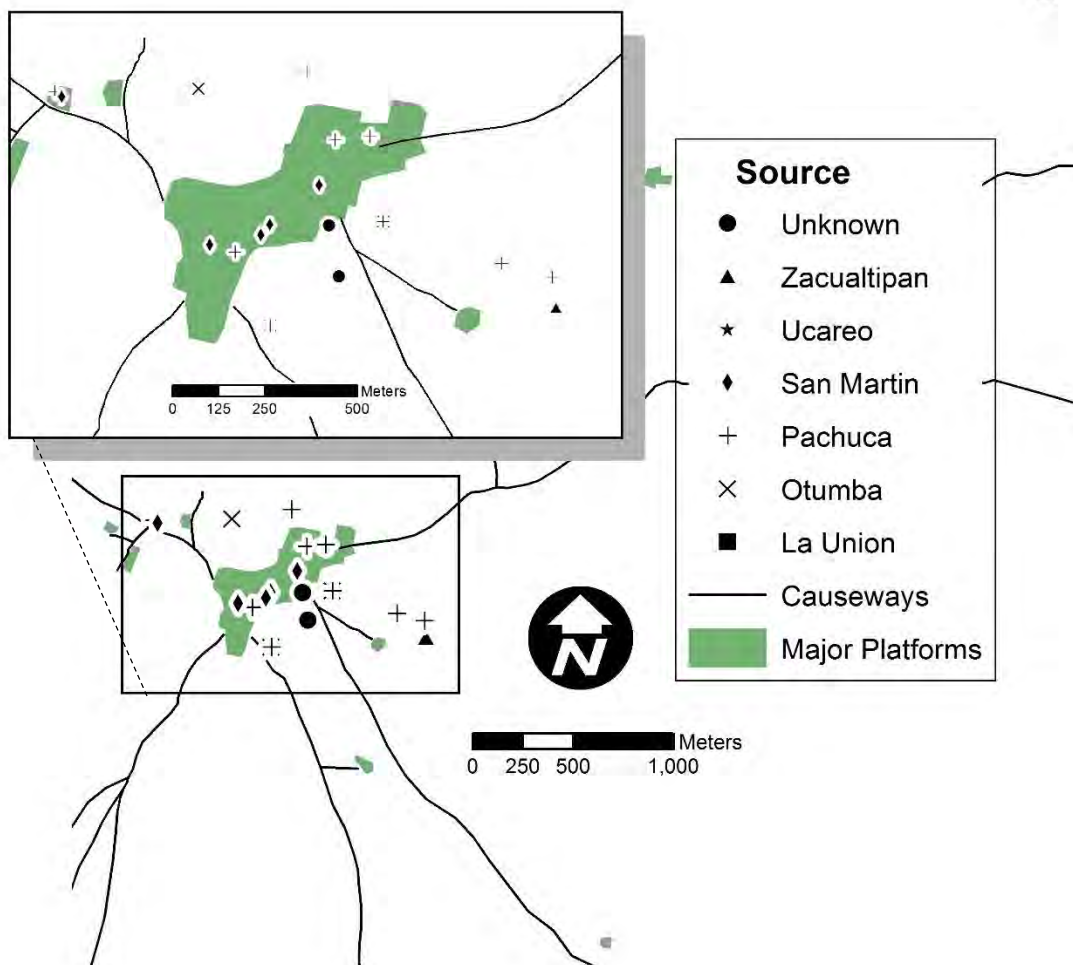 Source
Unknown
Zacualtipan
Ucareo
San Martin
Pachuca
Otumba
La Union
Causeways
Major Platforms
Meters
0 125 250 500
N
Meters
0 250 500 1,000